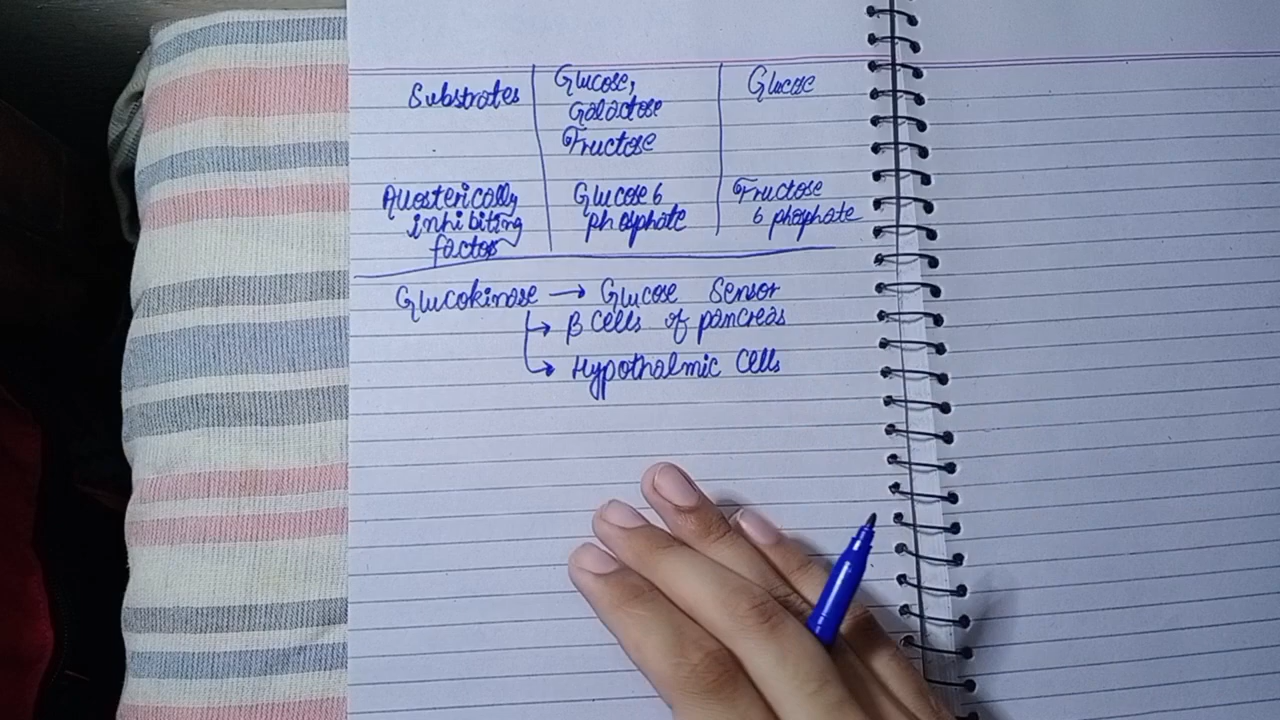 Substrates
Glucose,
Galactose
Fructose
Glucose
Allosterically
inhibiting
factor
Glucose 6
phosphate
Fructose
6 phosphate
Glucokinase → Glucose Sensor
→ β cells of pancreas
→ Hypothalmic Cells